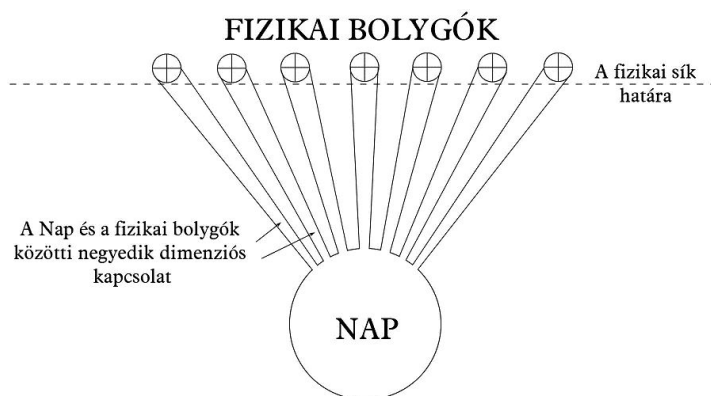 FIZIKAI BOLYGÓK
A fizikai sík
határa
A Nap és a fizikai bolygók
közötti negyedik dimenziós
kapcsolat
NAP